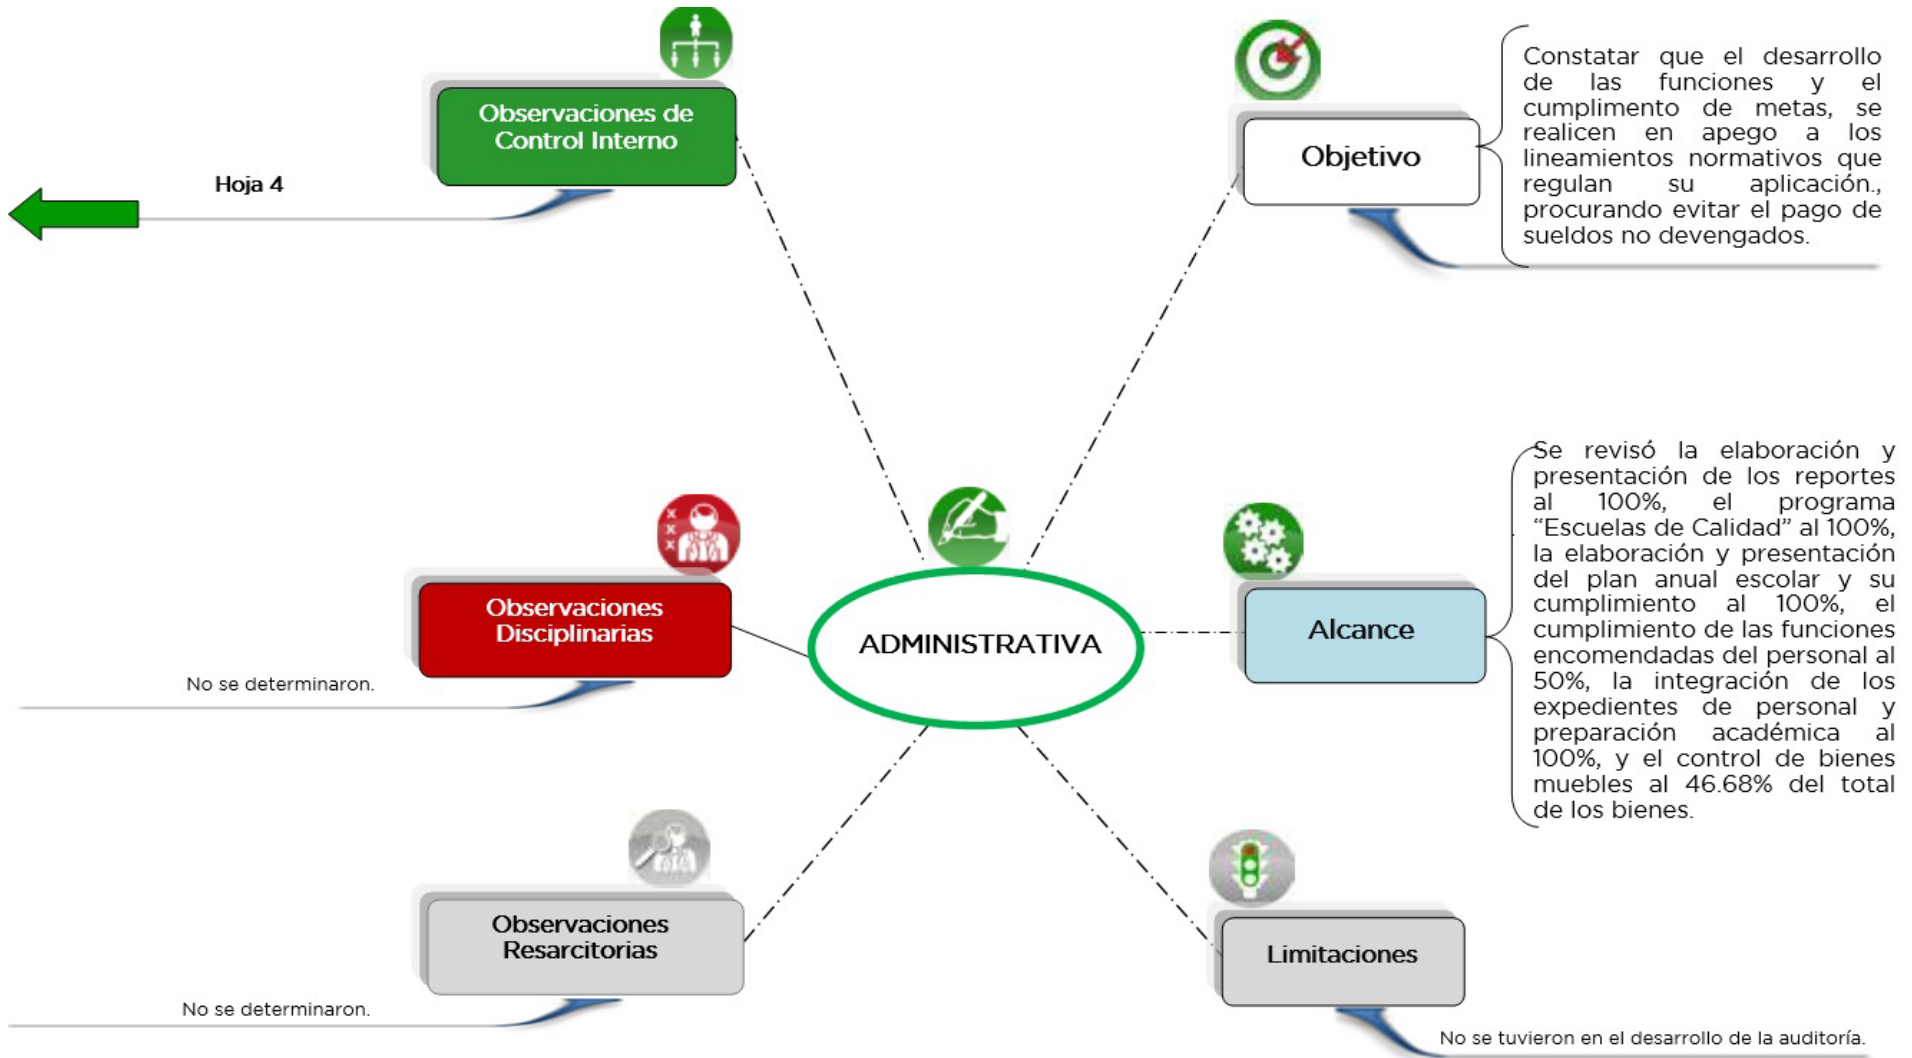 Observaciones de
Control Interno
Hoja 4
Objetivo
Constatar que el desarrollo
de las funciones y el
cumplimento de metas, se
realicen en apego a los
lineamientos normativos que
regulan su aplicación.,
procurando evitar el pago de
sueldos no devengados.
Observaciones
Disciplinarias
No se determinaron.
ADMINISTRATIVA
Alcance
Se revisó la elaboración y
presentación de los reportes
al 100%, el programa
“Escuelas de Calidad” al 100%,
la elaboración y presentación
del plan anual escolar y su
cumplimiento al 100%, el
cumplimiento de las funciones
encomendadas del personal al
50%, la integración de los
expedientes de personal y
preparación académica al
100%, y el control de bienes
muebles al 46.68% del total
de los bienes.
Observaciones
Resarcitorias
No se determinaron.
Limitaciones
No se tuvieron en el desarrollo de la auditoría.